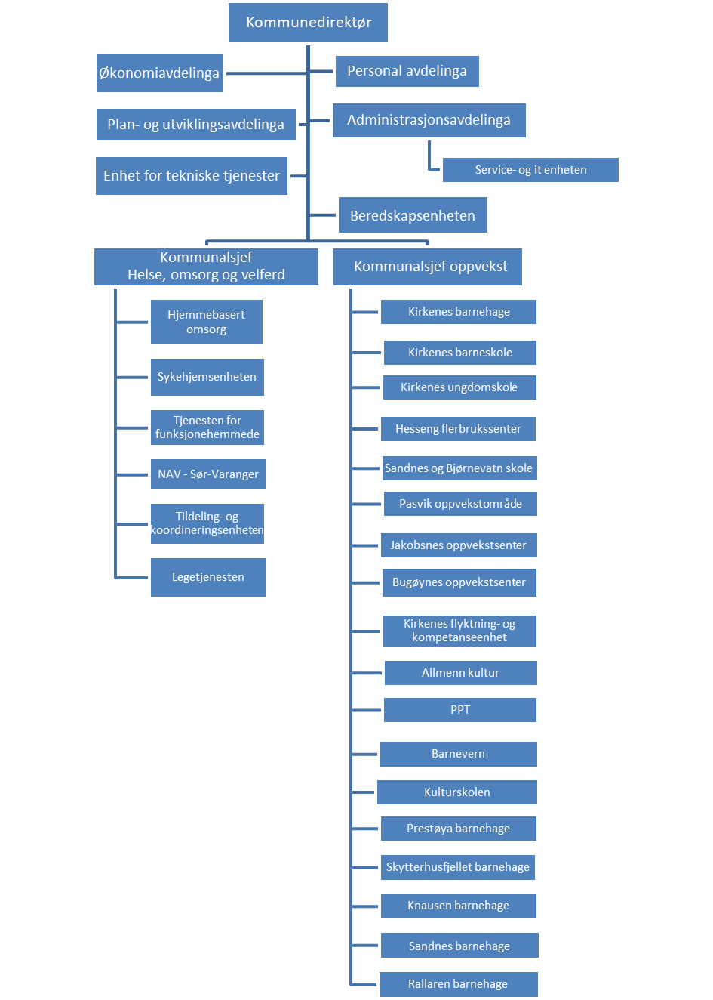 Kommunedirektør
Økonomiavdelinga
Personal avdelinga
Plan- og utviklingsavdelinga
Administrasjonsavdelinga
Service- og it enheten
Enhet for tekniske tjenester
Beredskapsenheten
Kommunalsjef
Helse, omsorg og velferd
Hjemmebasert
omsorg
Sykehjemsenheten
Tjenesten for
funksjonehemmede
NAV - Sør-Varanger
Tildeling- og
koordineringsenheten
Legetjenesten
Kommunalsjef oppvekst
Kirkenes barnehage
Kirkenes barneskole
Kirkenes ungdomskole
Hesseng flerbrukssenter
Sandnes og Bjørnevatn skole
Pasvik oppvekstområde
Jakobsnes oppvekstsenter
Bugøynes oppvekstsenter
Kirkenes flyktning- og
kompetanseenhet
Allmenn kultur
PPT
Barnevern
Kulturskolen
Prestøya barnehage
Skytterhusfjellet barnehage
Knausen barnehage
Sandnes barnehage
Rallaren barnehage